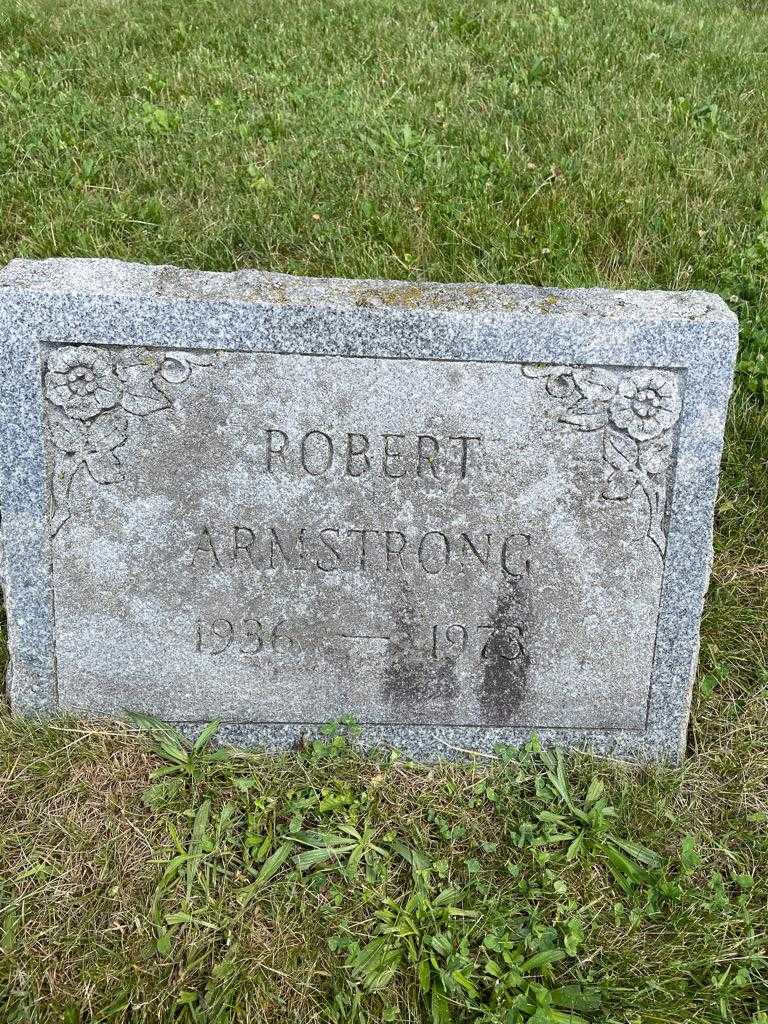 ROBERT
ARMSTRONG
1936 — 1973